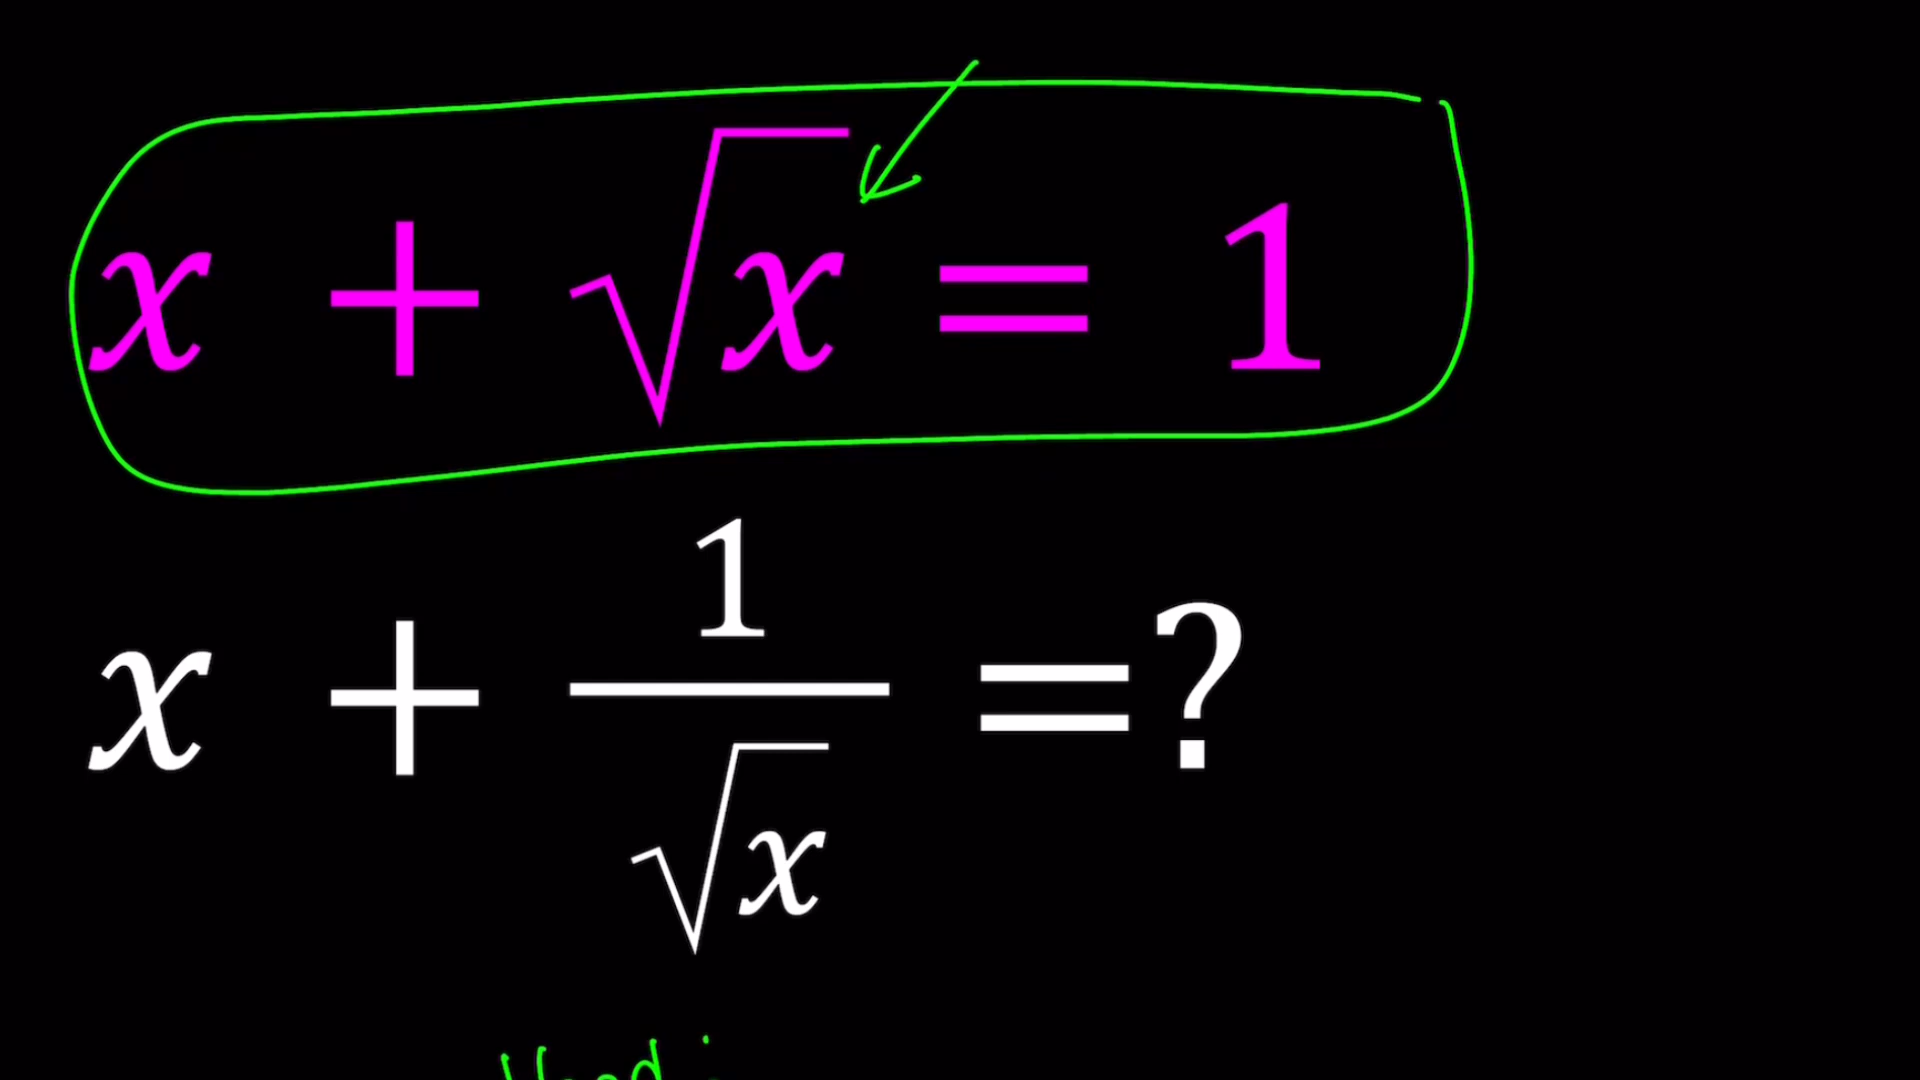 x + √x = 1
x + 1/√x =?